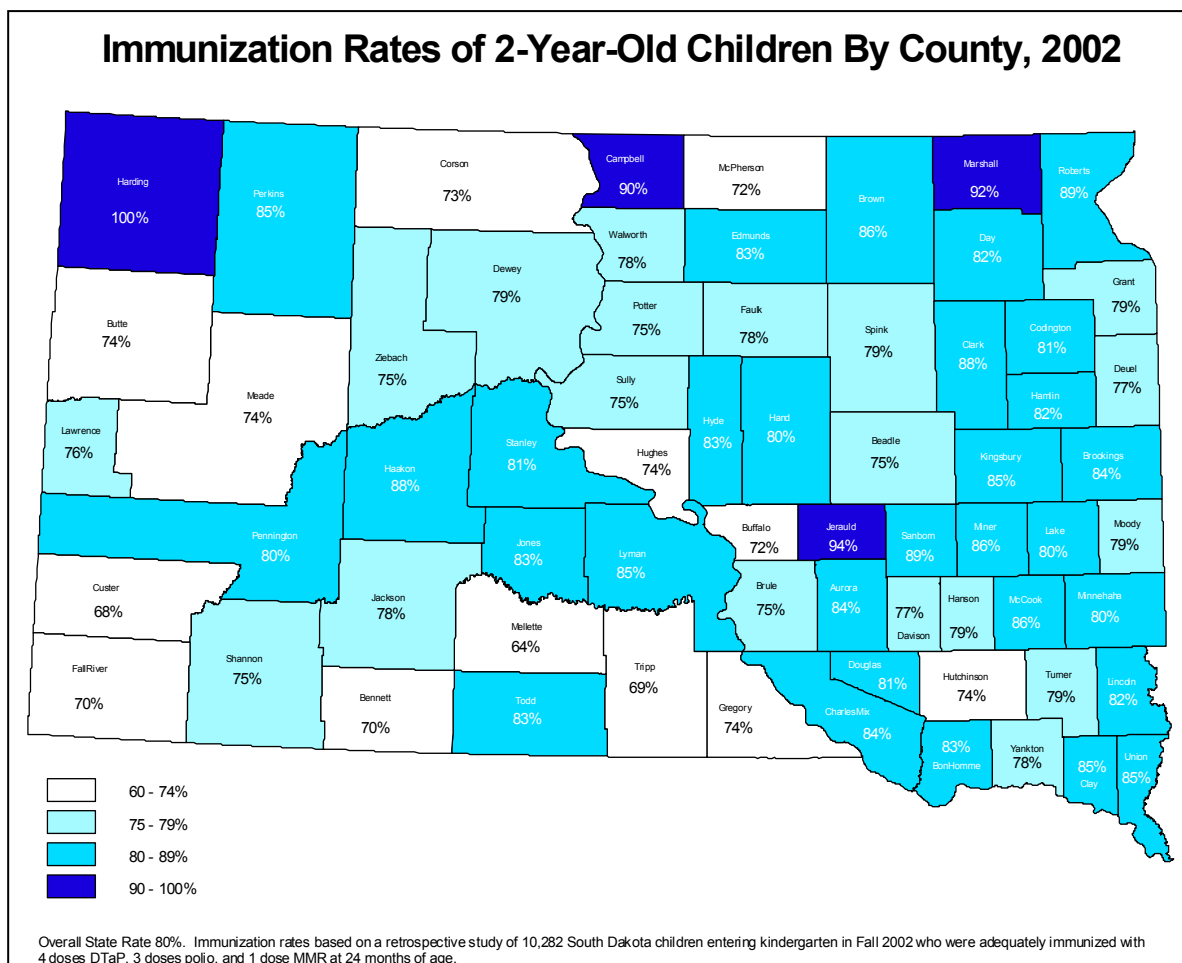 Immunization Rates of 2-Year-Old Children By County, 2002
Harding
100%
Perkins
85%
Corson
73%
Campbell
90%
McPherson
72%
Brown
86%
Marshall
92%
Roberts
89%
Walworth
78%
Edmunds
83%
Day
82%
Butte
74%
Dewey
79%
Ziebach
75%
Potter
75%
Faulk
78%
Spink
79%
Grant
79%
Clark
88%
Codington
81%
Deuel
77%
Hamlin
82%
Lawrence
76%
Meade
74%
Sully
75%
Hyde
83%
Hand
80%
Haakon
88%
Stanley
81%
Hughes
74%
Beadle
75%
Kingsbury
85%
Brookings
84%
Pennington
80%
Jones
83%
Lyman
85%
Buffalo
72%
Jerauld
94%
Sanborn
89%
Miner
86%
Lake
80%
Moody
79%
Custer
68%
Jackson
78%
Brule
75%
Aurora
84%
77%
Davison
Hanson
79%
McCook
86%
Minnehaha
80%
FallRiver
70%
Shannon
75%
Bennett
70%
Mellette
64%
Todd
83%
Tripp
69%
Gregory
74%
Douglas
81%
CharlesMix
84%
Hutchinson
74%
Turner
79%
Lincoln
82%
83%
BonHomme
Yankton
78%
85%
Clay
Union
85%
60 - 74%
75 - 79%
80 - 89%
90 - 100%
Overall State Rate 80%.  Immunization rates based on a retrospective study of 10,282 South Dakota children entering kindergarten in Fall 2002 who were adequately immunized with
4 doses DTaP, 3 doses polio, and 1 dose MMR at 24 months of age.